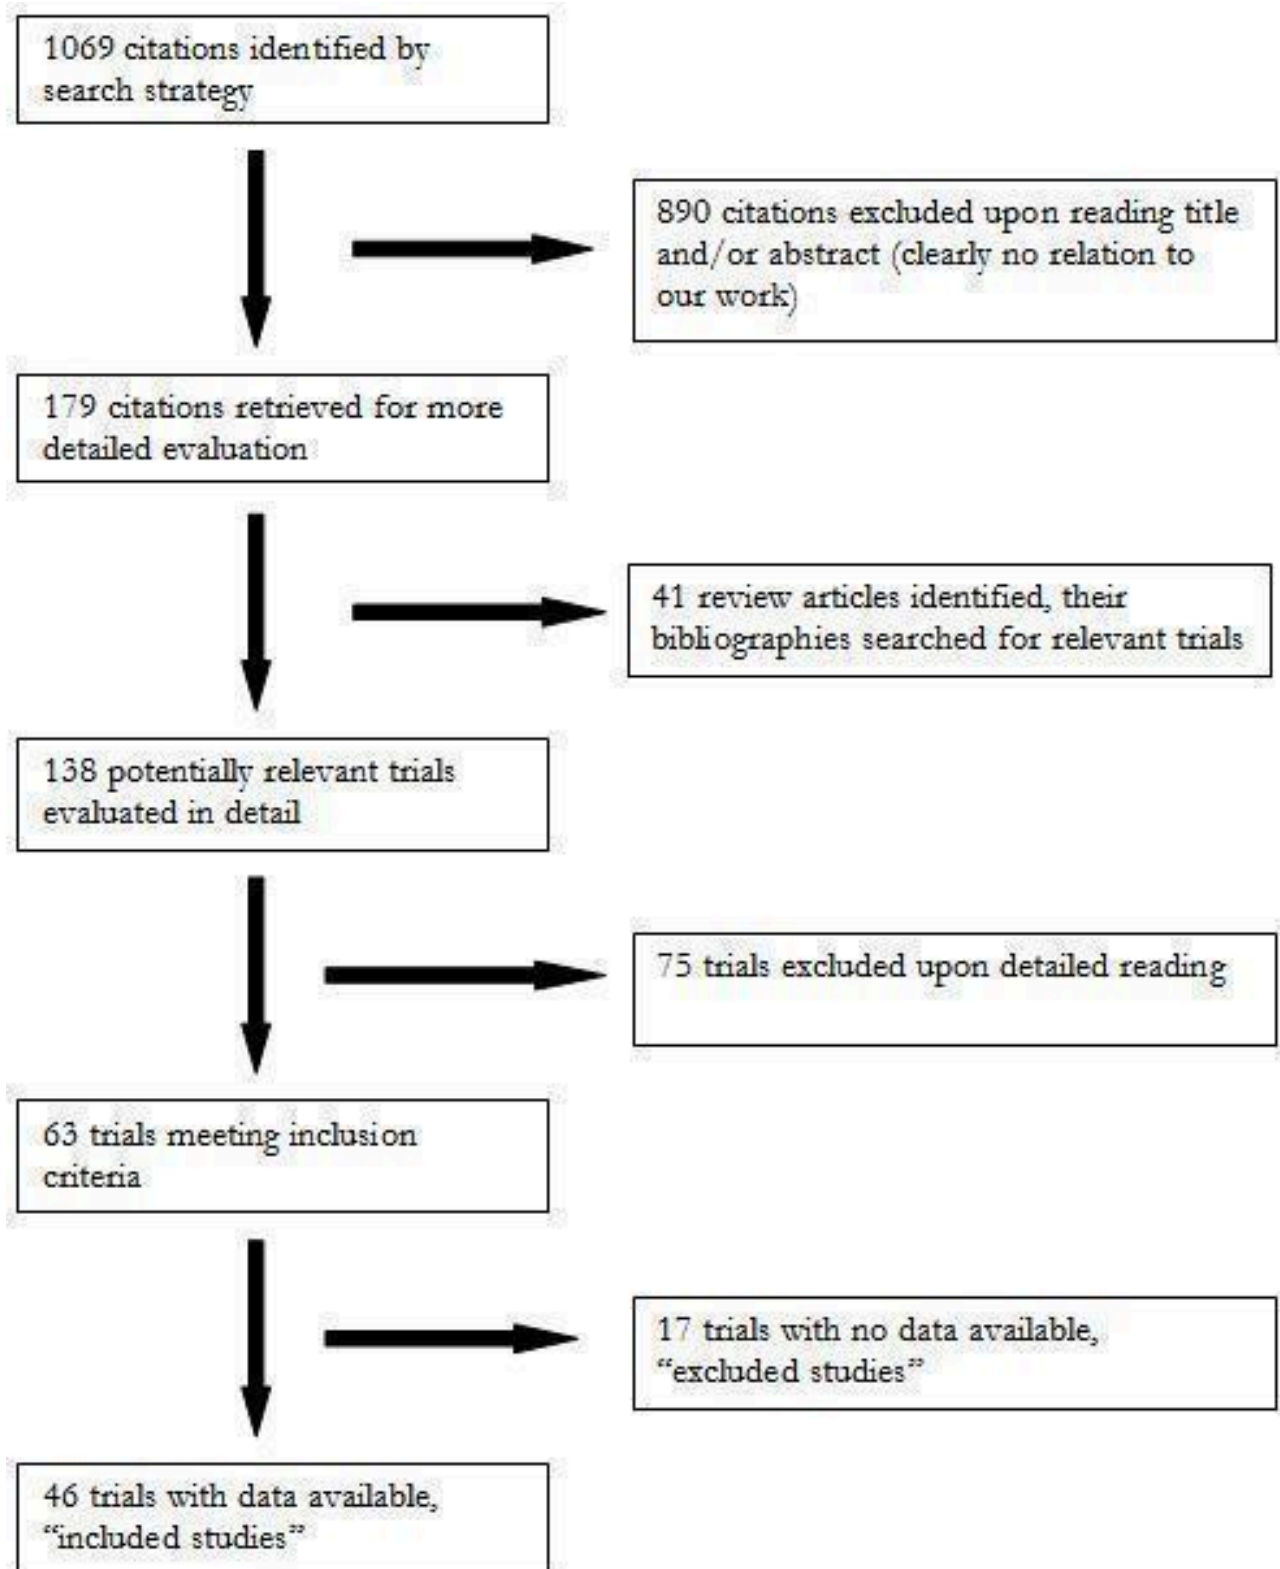 1069 citations identified by
search strategy
890 citations excluded upon reading title
and/or abstract (clearly no relation to
our work)
179 citations retrieved for more
detailed evaluation
41 review articles identified, their
bibliographies searched for relevant trials
138 potentially relevant trials
evaluated in detail
75 trials excluded upon detailed reading
63 trials meeting inclusion
criteria
17 trials with no data available,
“excluded studies”
46 trials with data available,
“included studies”